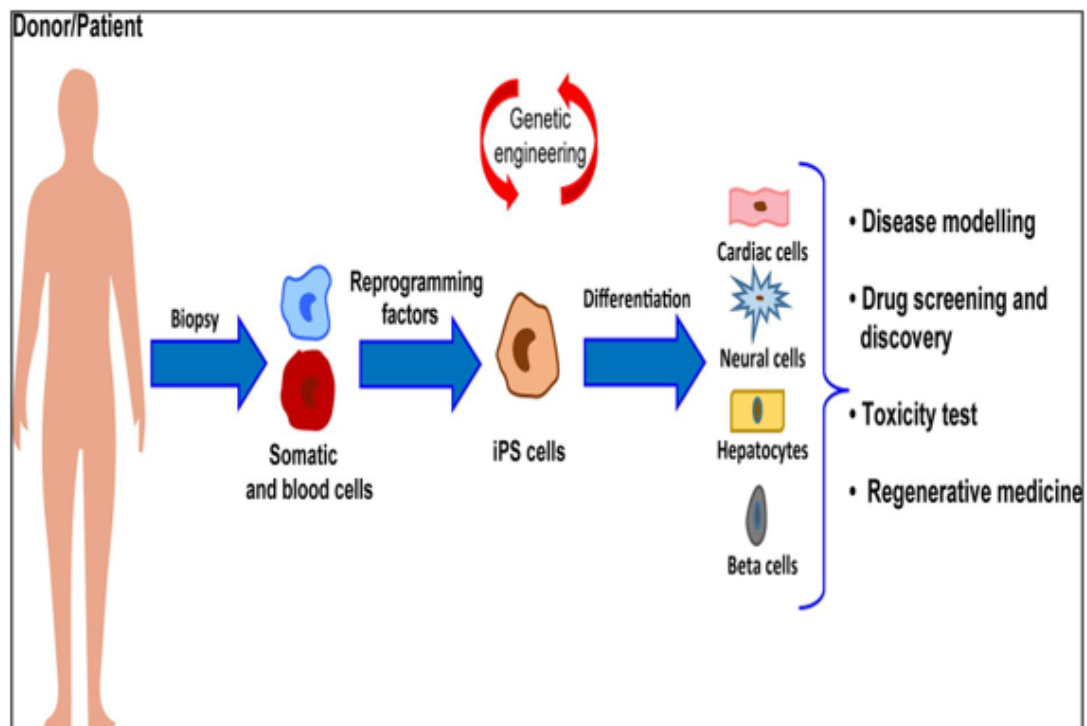 Donor/Patient
Genetic
engineering
Biopsy
Reprogramming
factors
Differentiation
Somatic
and blood cells
iPS cells
Cardiac cells
Neural cells
Hepatocytes
Beta cells
• Disease modelling
• Drug screening and
discovery
• Toxicity test
• Regenerative medicine